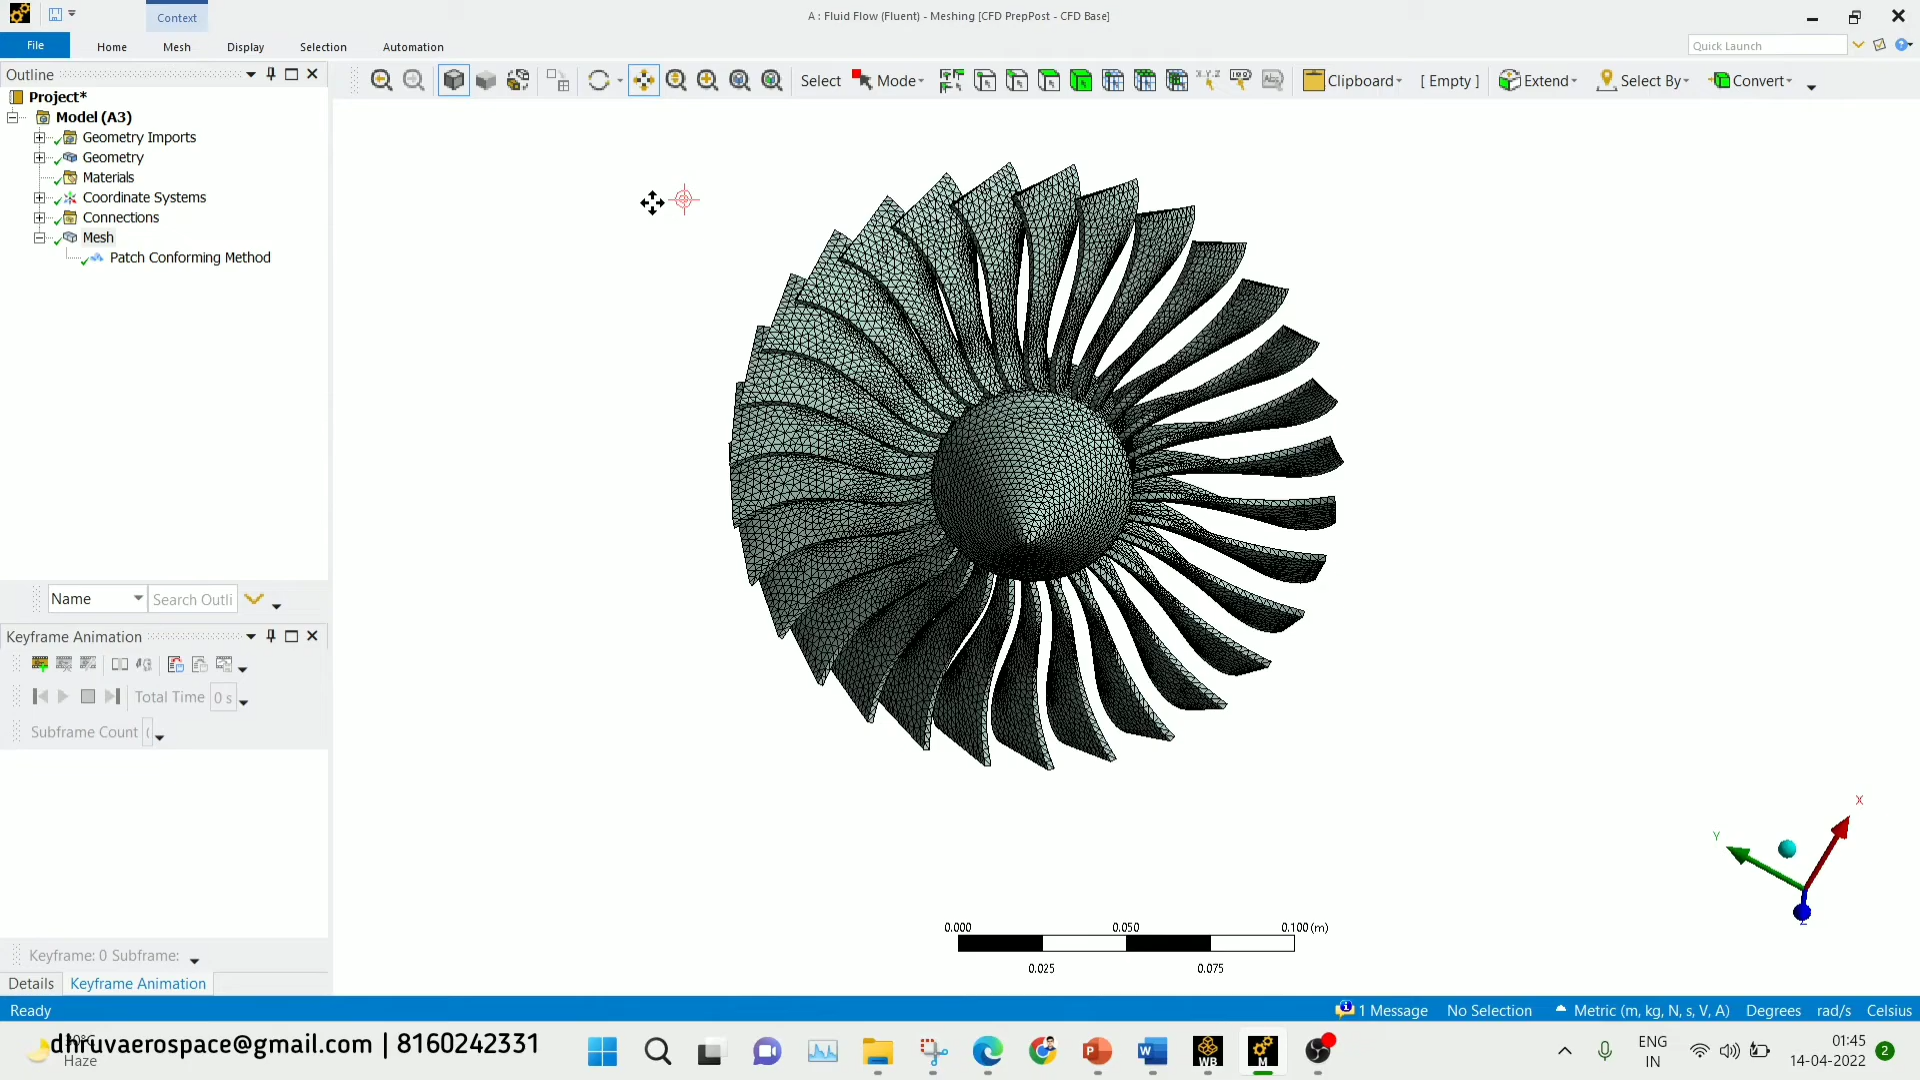 Context
A : Fluid Flow (Fluent) - Meshing [CFD PrepPost - CFD Base]
File Home Mesh Display Selection Automation
Quick Launch
Outline
Select Mode Clipboard [ Empty ] Extend Select By Convert
Project*
Model (A3)
Geometry Imports
Geometry
Materials
Coordinate Systems
Connections
Mesh
Patch Conforming Method
Name Search Outli
Keyframe Animation
Total Time 0 s
Subframe Count
X
Y
Z
0.000 0.050 0.100 (m)
0.025 0.075
Keyframe: 0 Subframe:
Details Keyframe Animation
Ready 1 Message No Selection Metric (m, kg, N, s, V, A) Degrees rad/s Celsius
dhruvaerospace@gmail.com | 8160242331
Haze
WB
M
ENG
IN
01:45
14-04-2022
2